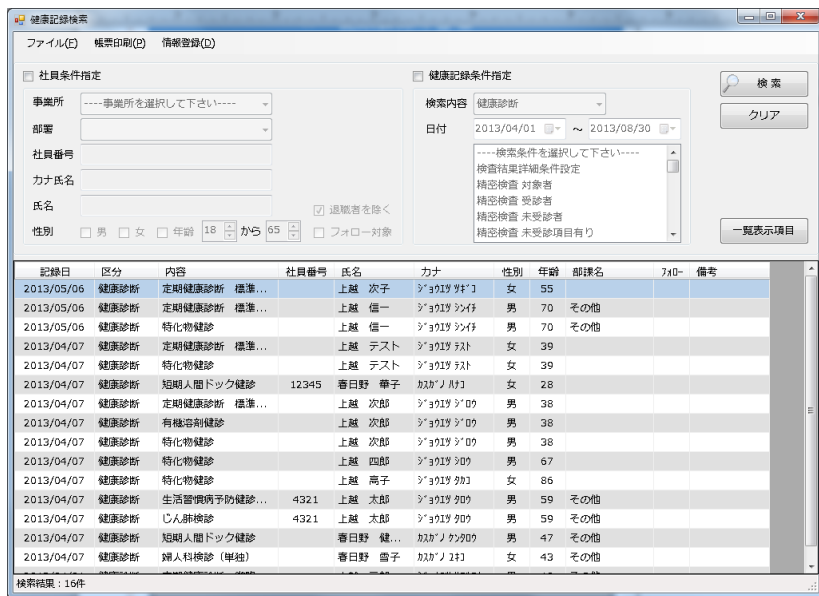 健康記録検索
ファイル(F) 帳票印刷(P) 情報登録(D)
社員条件指定
事業所 ----事業所を選択して下さい----
部署
社員番号
カナ氏名
氏名 退職者を除く
性別 男 女 年齢 18 から 65 フォロー対象
健康記録条件指定
検索内容 健康診断
日付 2013/04/01 ～ 2013/08/30
----検索条件を選択して下さい----
検査結果詳細条件設定
精密検査 対象者
精密検査 受診者
精密検査 未受診者
精密検査 未受診項目有り
検索
クリア
一覧表示項目
記録日 区分 内容 社員番号 氏名 カナ 性別 年齢 部課名 ﾌｫﾛｰ 備考
2013/05/06 健康診断 定期健康診断 標準... 上越 次子 ｼﾞｮｳｴﾂ ﾂｷﾞｺ 女 55
2013/05/06 健康診断 定期健康診断 標準... 上越 信一 ｼﾞｮｳｴﾂ ｼﾝｲﾁ 男 70 その他
2013/05/06 健康診断 特化物健診 上越 信一 ｼﾞｮｳｴﾂ ｼﾝｲﾁ 男 70 その他
2013/04/07 健康診断 定期健康診断 標準... 上越 テスト ｼﾞｮｳｴﾂ ﾃｽﾄ 女 39
2013/04/07 健康診断 特化物健診 上越 テスト ｼﾞｮｳｴﾂ ﾃｽﾄ 女 39
2013/04/07 健康診断 短期人間ドック健診 12345 春日野 華子 ｶｽｶﾞﾉ ﾊﾅｺ 女 28
2013/04/07 健康診断 定期健康診断 標準... 上越 次郎 ｼﾞｮｳｴﾂ ｼﾞﾛｳ 男 38
2013/04/07 健康診断 有機溶剤健診 上越 次郎 ｼﾞｮｳｴﾂ ｼﾞﾛｳ 男 38
2013/04/07 健康診断 特化物健診 上越 次郎 ｼﾞｮｳｴﾂ ｼﾞﾛｳ 男 38
2013/04/07 健康診断 特化物健診 上越 四郎 ｼﾞｮｳｴﾂ ｼﾛｳ 男 67
2013/04/07 健康診断 特化物健診 上越 高子 ｼﾞｮｳｴﾂ ﾀｶｺ 女 86
2013/04/07 健康診断 生活習慣病予防健診... 4321 上越 太郎 ｼﾞｮｳｴﾂ ﾀﾛｳ 男 59 その他
2013/04/07 健康診断 じん肺検診 4321 上越 太郎 ｼﾞｮｳｴﾂ ﾀﾛｳ 男 59 その他
2013/04/07 健康診断 短期人間ドック健診 春日野 健... ｶｽｶﾞﾉ ｹﾝﾀﾛｳ 男 47 その他
2013/04/07 健康診断 婦人科検診（単独） 春日野 雪子 ｶｽｶﾞﾉ ﾕｷｺ 女 43 その他
検索結果：16件